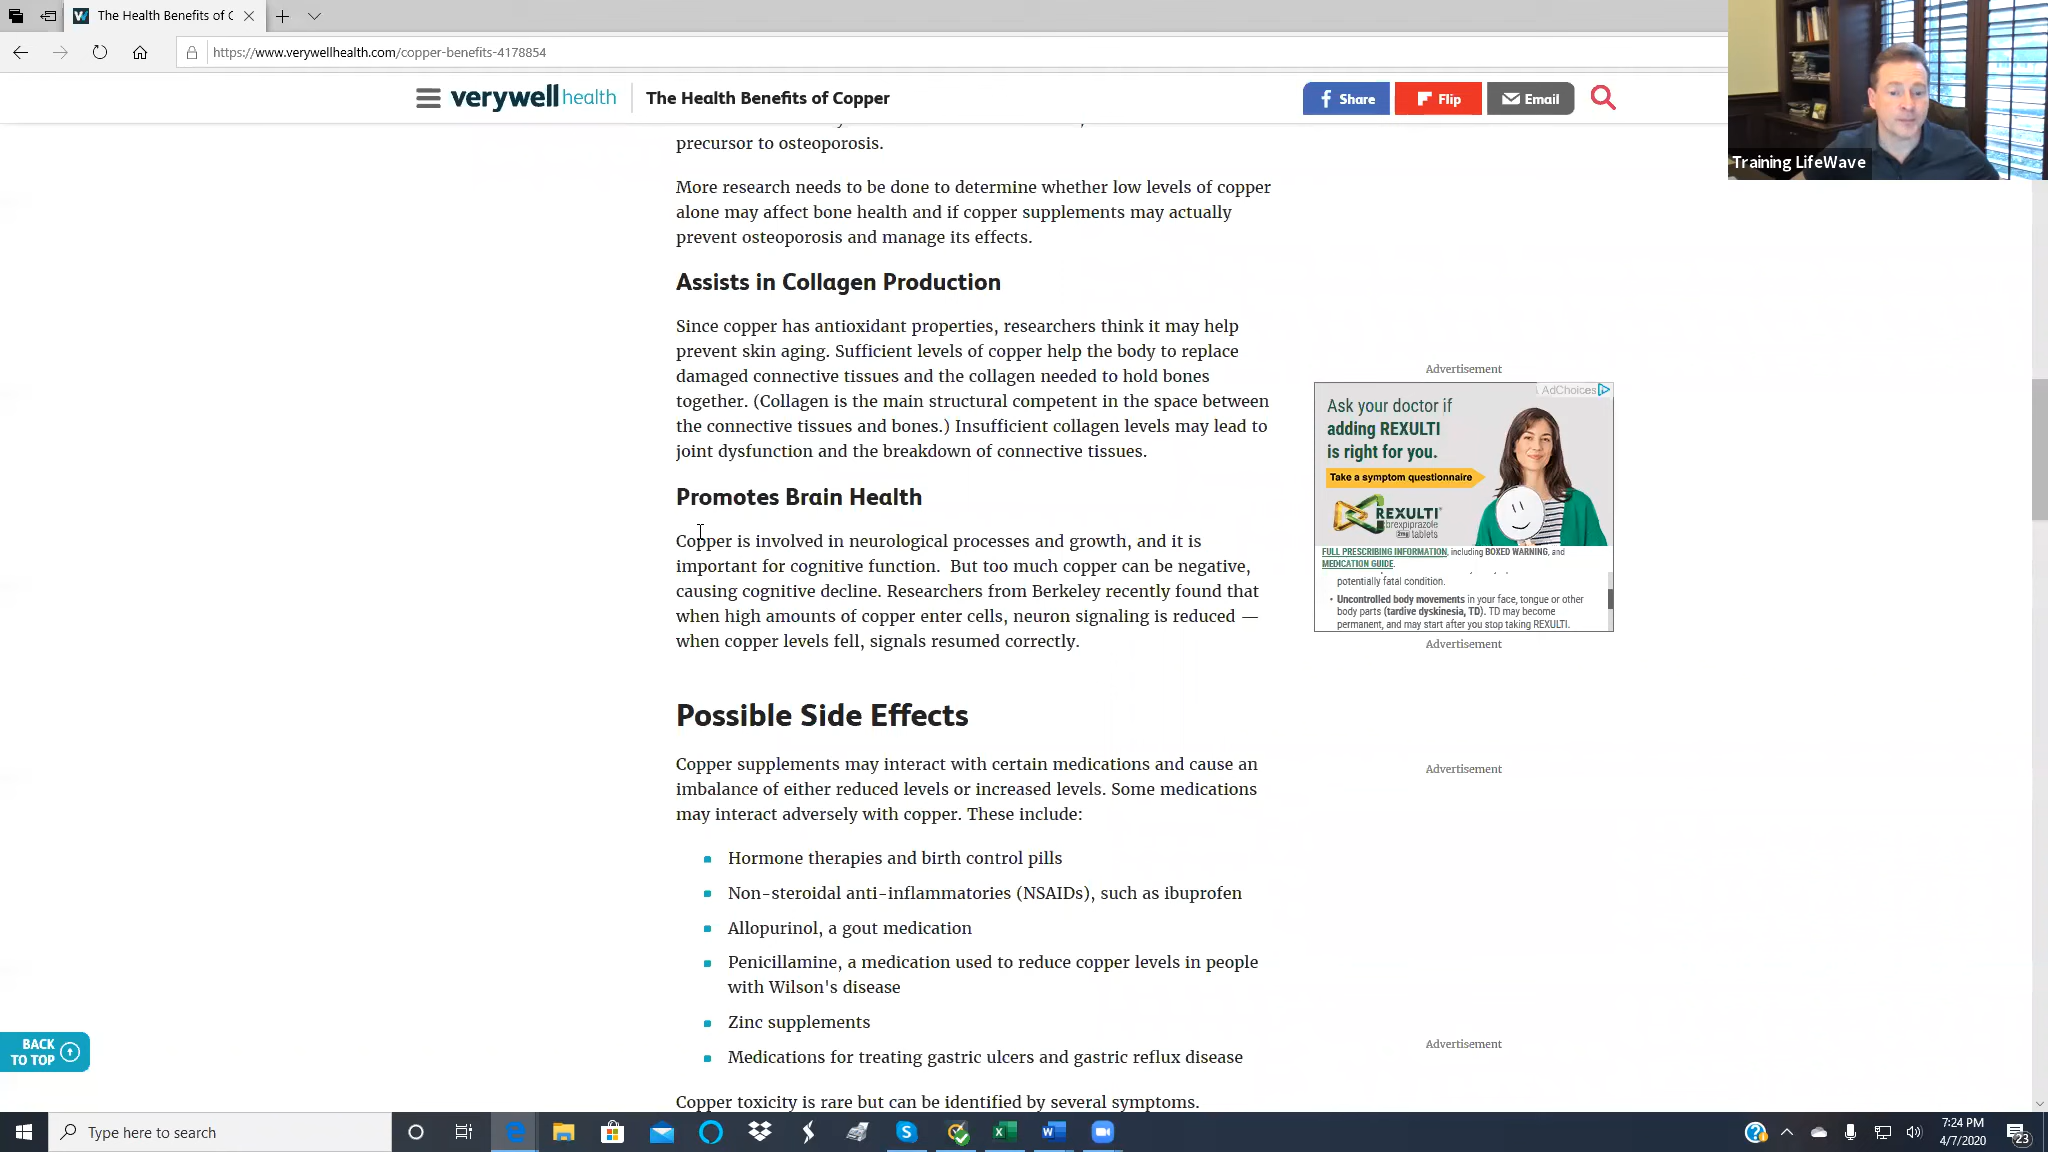 The Health Benefits of C
https://www.verywellhealth.com/copper-benefits-4178854
verywell health
The Health Benefits of Copper
Share
Flip
Email
Training LifeWave
precursor to osteoporosis.
More research needs to be done to determine whether low levels of copper
alone may affect bone health and if copper supplements may actually
prevent osteoporosis and manage its effects.
Assists in Collagen Production
Since copper has antioxidant properties, researchers think it may help
prevent skin aging. Sufficient levels of copper help the body to replace
damaged connective tissues and the collagen needed to hold bones
together. (Collagen is the main structural competent in the space between
the connective tissues and bones.) Insufficient collagen levels may lead to
joint dysfunction and the breakdown of connective tissues.
Promotes Brain Health
Copper is involved in neurological processes and growth, and it is
important for cognitive function.  But too much copper can be negative,
causing cognitive decline. Researchers from Berkeley recently found that
when high amounts of copper enter cells, neuron signaling is reduced —
when copper levels fell, signals resumed correctly.
Possible Side Effects
Copper supplements may interact with certain medications and cause an
imbalance of either reduced levels or increased levels. Some medications
may interact adversely with copper. These include:
Hormone therapies and birth control pills
Non-steroidal anti-inflammatories (NSAIDs), such as ibuprofen
Allopurinol, a gout medication
Penicillamine, a medication used to reduce copper levels in people
with Wilson's disease
Zinc supplements
Medications for treating gastric ulcers and gastric reflux disease
Copper toxicity is rare but can be identified by several symptoms.
Advertisement
AdChoices
Ask your doctor if
adding REXULTI
is right for you.
Take a symptom questionnaire
REXULTI
brexpiprazole
tablets
FULL PRESCRIBING INFORMATION, including BOXED WARNING, and
MEDICATION GUIDE.
potentially fatal condition.
• Uncontrolled body movements in your face, tongue or other
body parts (tardive dyskinesia, TD). TD may become
permanent, and may start after you stop taking REXULTI.
Advertisement
Advertisement
Advertisement
BACK
TO TOP
Type here to search
7:24 PM
4/7/2020
23